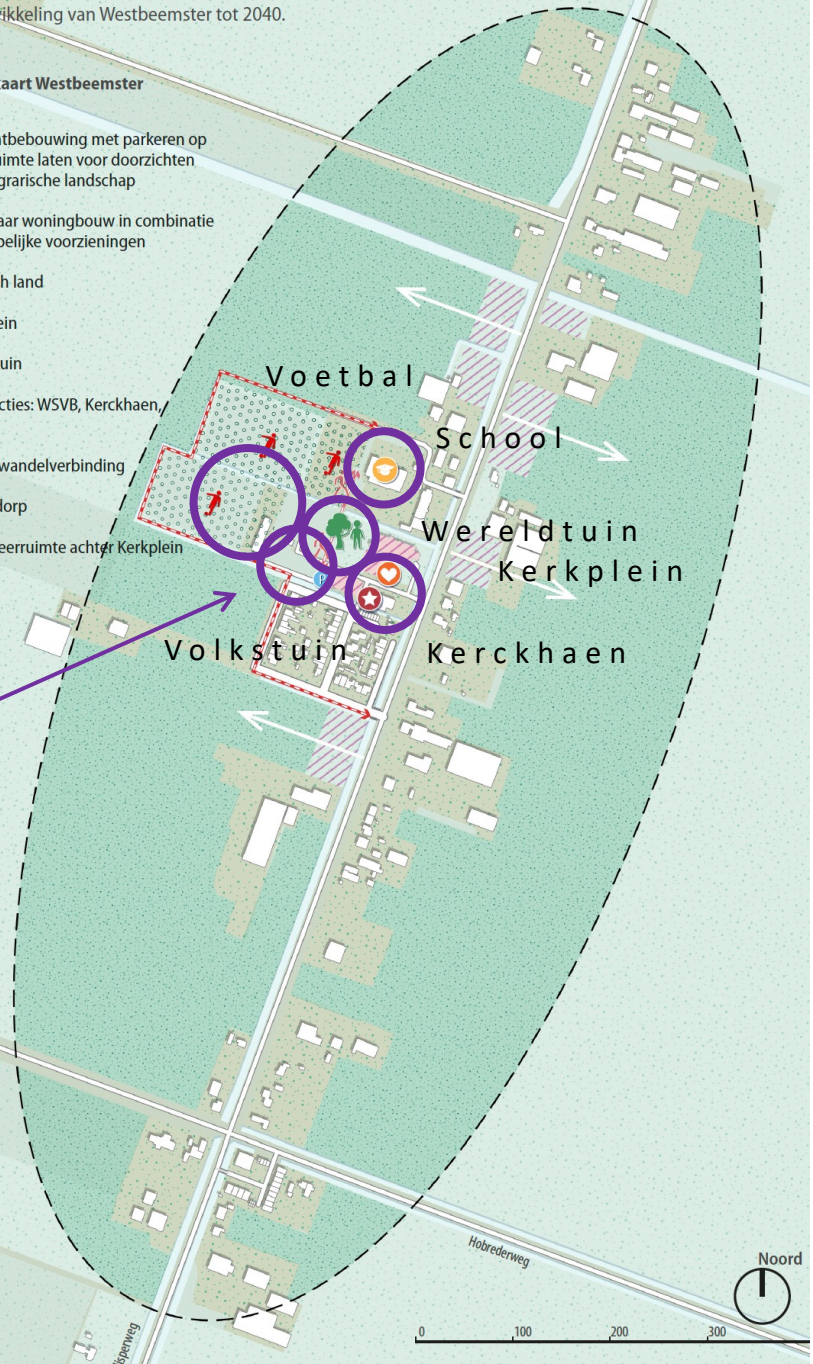 ikkeling van Westbeemster tot 2040.
aart Westbeemster
tbebouwing met parkeren op
uimte laten voor doorzichten
grarische landschap
aar woningbouw in combinatie
pelijke voorzieningen
h land
ein
uin
cties: WSVB, Kerckhaen,
wandelverbinding
dorp
eerruimte achter Kerkplein
Voetbal
School
Wereldtuin
Kerkplein
Volkstuin
Kerckhaen
Hobrederweg
isperweg
Noord
0 100 200 300